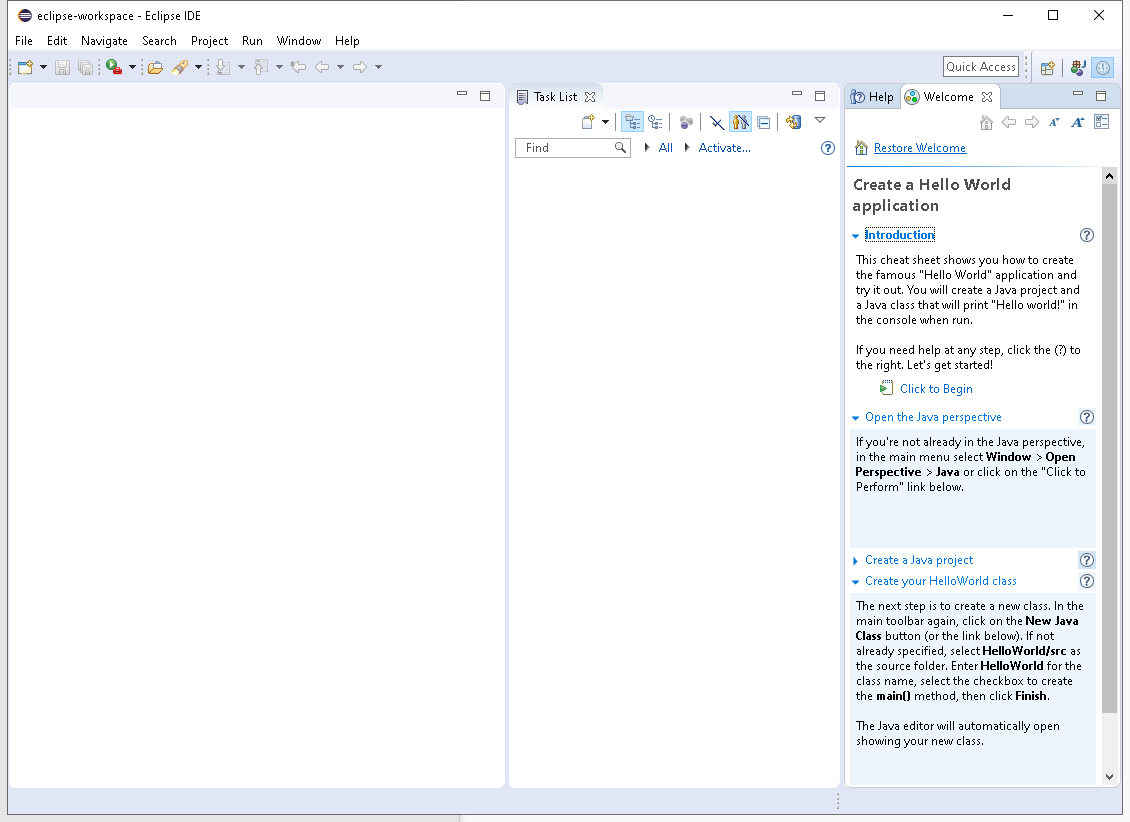 eclipse-workspace - Eclipse IDE
File Edit Navigate Search Project Run Window Help
Quick Access
Task List
Find All Activate...
Help Welcome
Restore Welcome
Create a Hello World
application
Introduction
This cheat sheet shows you how to create
the famous "Hello World" application and
try it out. You will create a Java project and
a Java class that will print "Hello world!" in
the console when run.
If you need help at any step, click the (?) to
the right. Let's get started!
Click to Begin
Open the Java perspective
If you're not already in the Java perspective,
in the main menu select Window > Open
Perspective > Java or click on the "Click to
Perform" link below.
Create a Java project
Create your HelloWorld class
The next step is to create a new class. In the
main toolbar again, click on the New Java
Class button (or the link below). If not
already specified, select HelloWorld/src as
the source folder. Enter HelloWorld for the
class name, select the checkbox to create
the main() method, then click Finish.
The Java editor will automatically open
showing your new class.